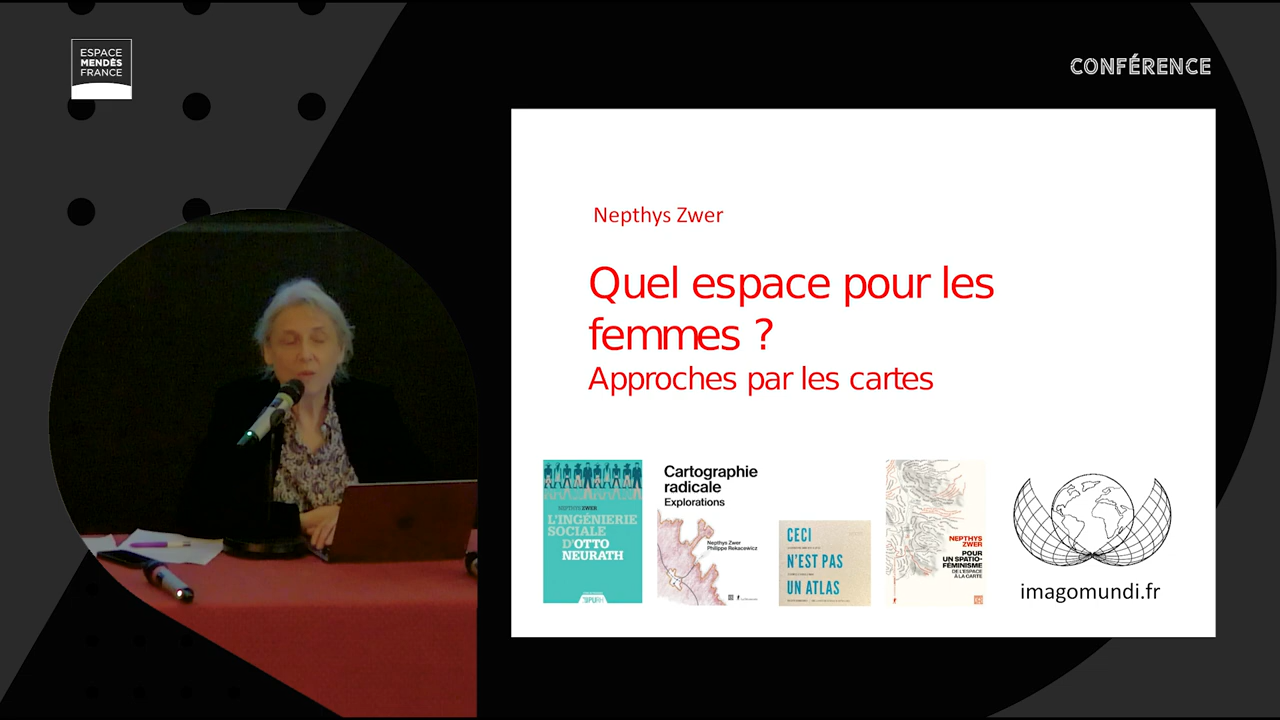 ESPACE
MENDÈS
FRANCE
CONFÉRENCE
Nepthys Zwer
Quel espace pour les
femmes ?
Approches par les cartes
NEPTHYS ZWER
L'INGÉNIERIE
SOCIALE
D'OTTO
NEURATH
Cartographie
radicale
Explorations
Nepthys Zwer
Philippe Rekacewicz
CECI
N'EST PAS
UN ATLAS
NEPTHYS
ZWER
POUR
UN SPATIO-
FÉMINISME
DE L'ESPACE
À LA CARTE
imagomundi.fr